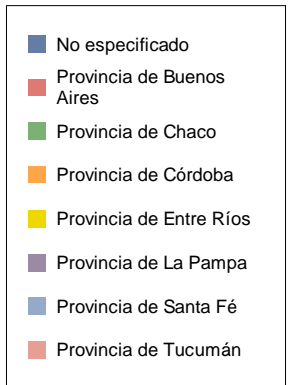 No especificado
Provincia de Buenos
Aires
Provincia de Chaco
Provincia de Córdoba
Provincia de Entre Ríos
Provincia de La Pampa
Provincia de Santa Fé
Provincia de Tucumán